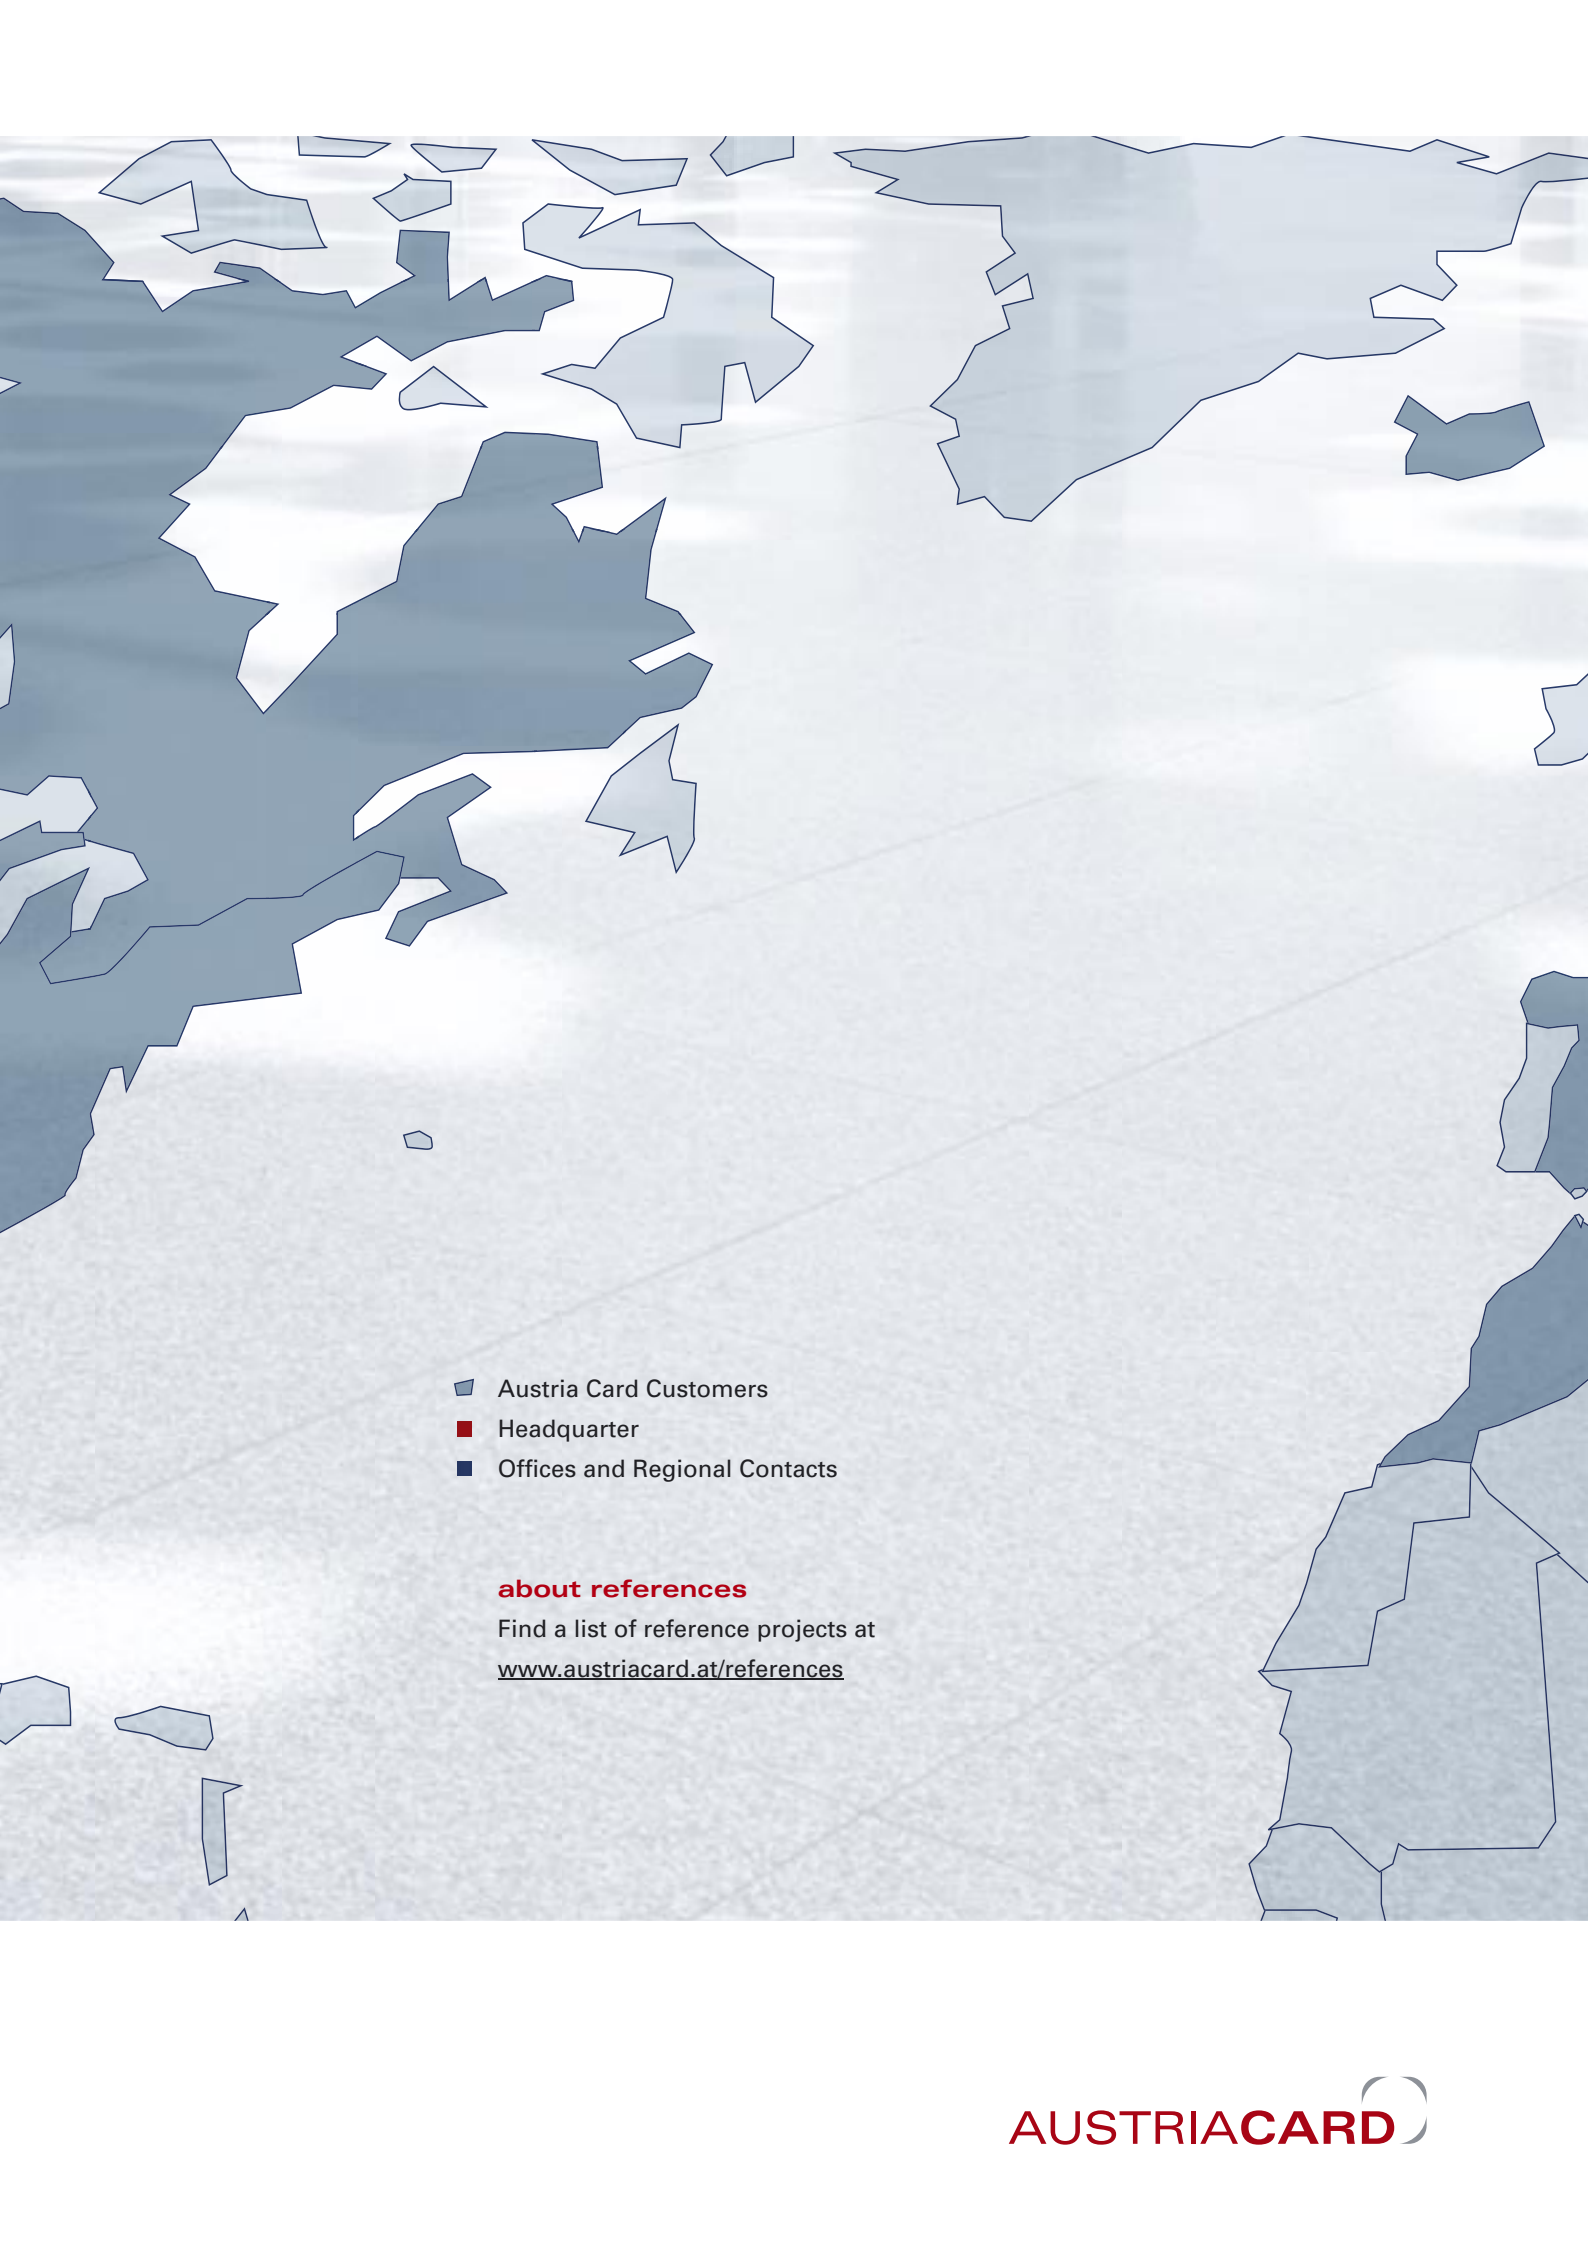 Austria Card Customers
Headquarter
Offices and Regional Contacts
about references
Find a list of reference projects at
www.austriacard.at/references
AUSTRIACARD